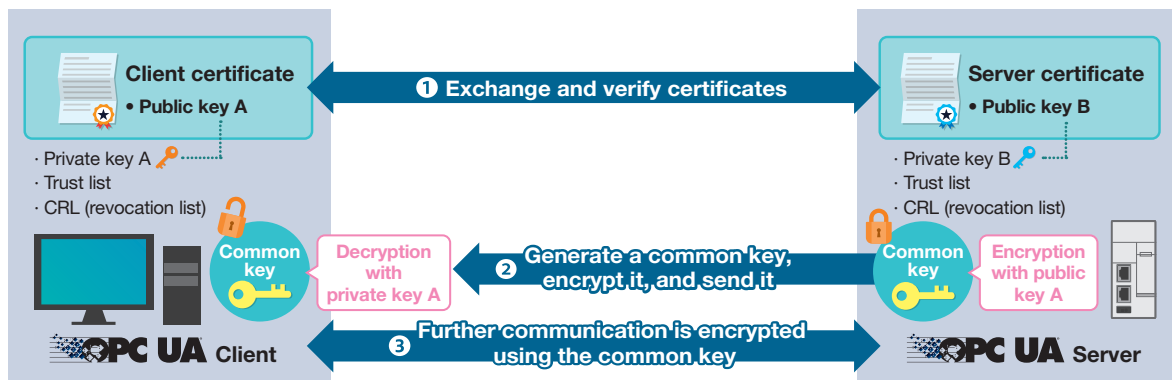 Client certificate
• Public key A
· Private key A
· Trust list
· CRL (revocation list)
❶ Exchange and verify certificates
Server certificate
• Public key B
· Private key B
· Trust list
· CRL (revocation list)
Common
key
Decryption
with
private key A
❷ Generate a common key,
encrypt it, and send it
Common
key
Encryption
with public
key A
❸ Further communication is encrypted
using the common key
OPC UA Client
OPC UA Server